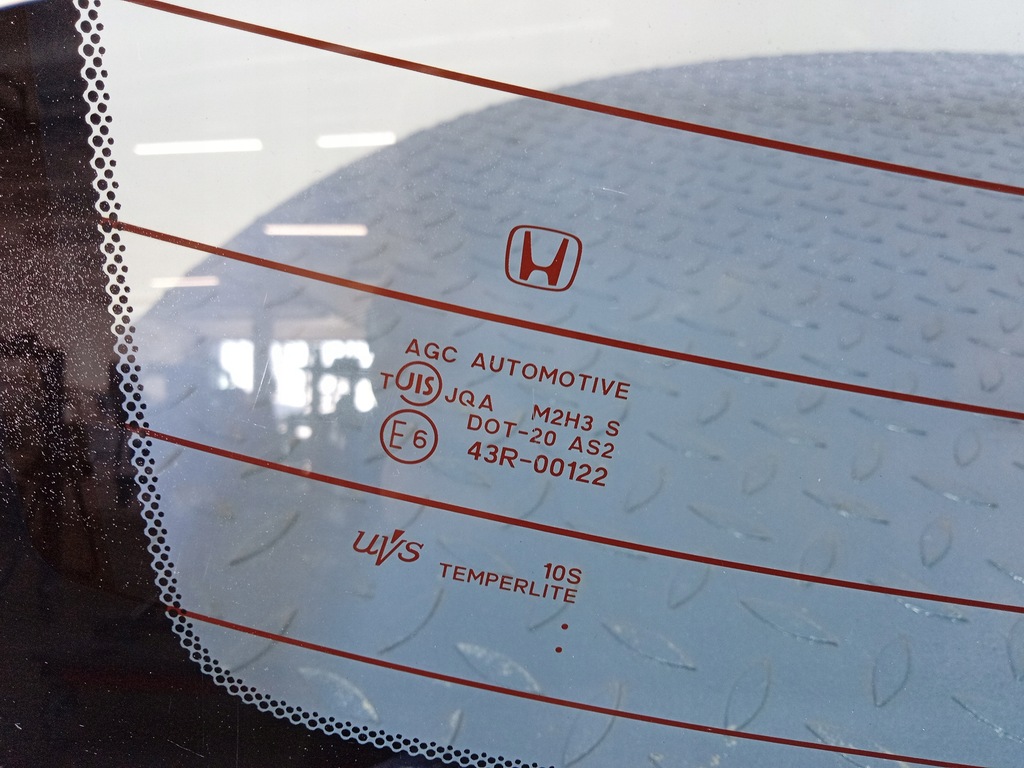 AGC AUTOMOTIVE
T JIS JQA M2H3 S
DOT-20 AS2
E6 43R-00122
uvs 10S
TEMPERLITE